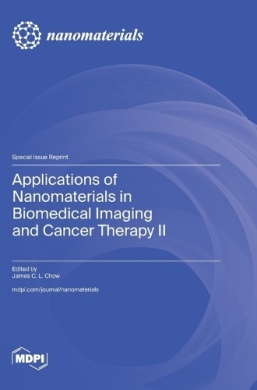 nanomaterials
Special Issue Reprint
Applications of
Nanomaterials in
Biomedical Imaging
and Cancer Therapy II
Edited by
James C. L. Chow
mdpi.com/journal/nanomaterials
MDPI